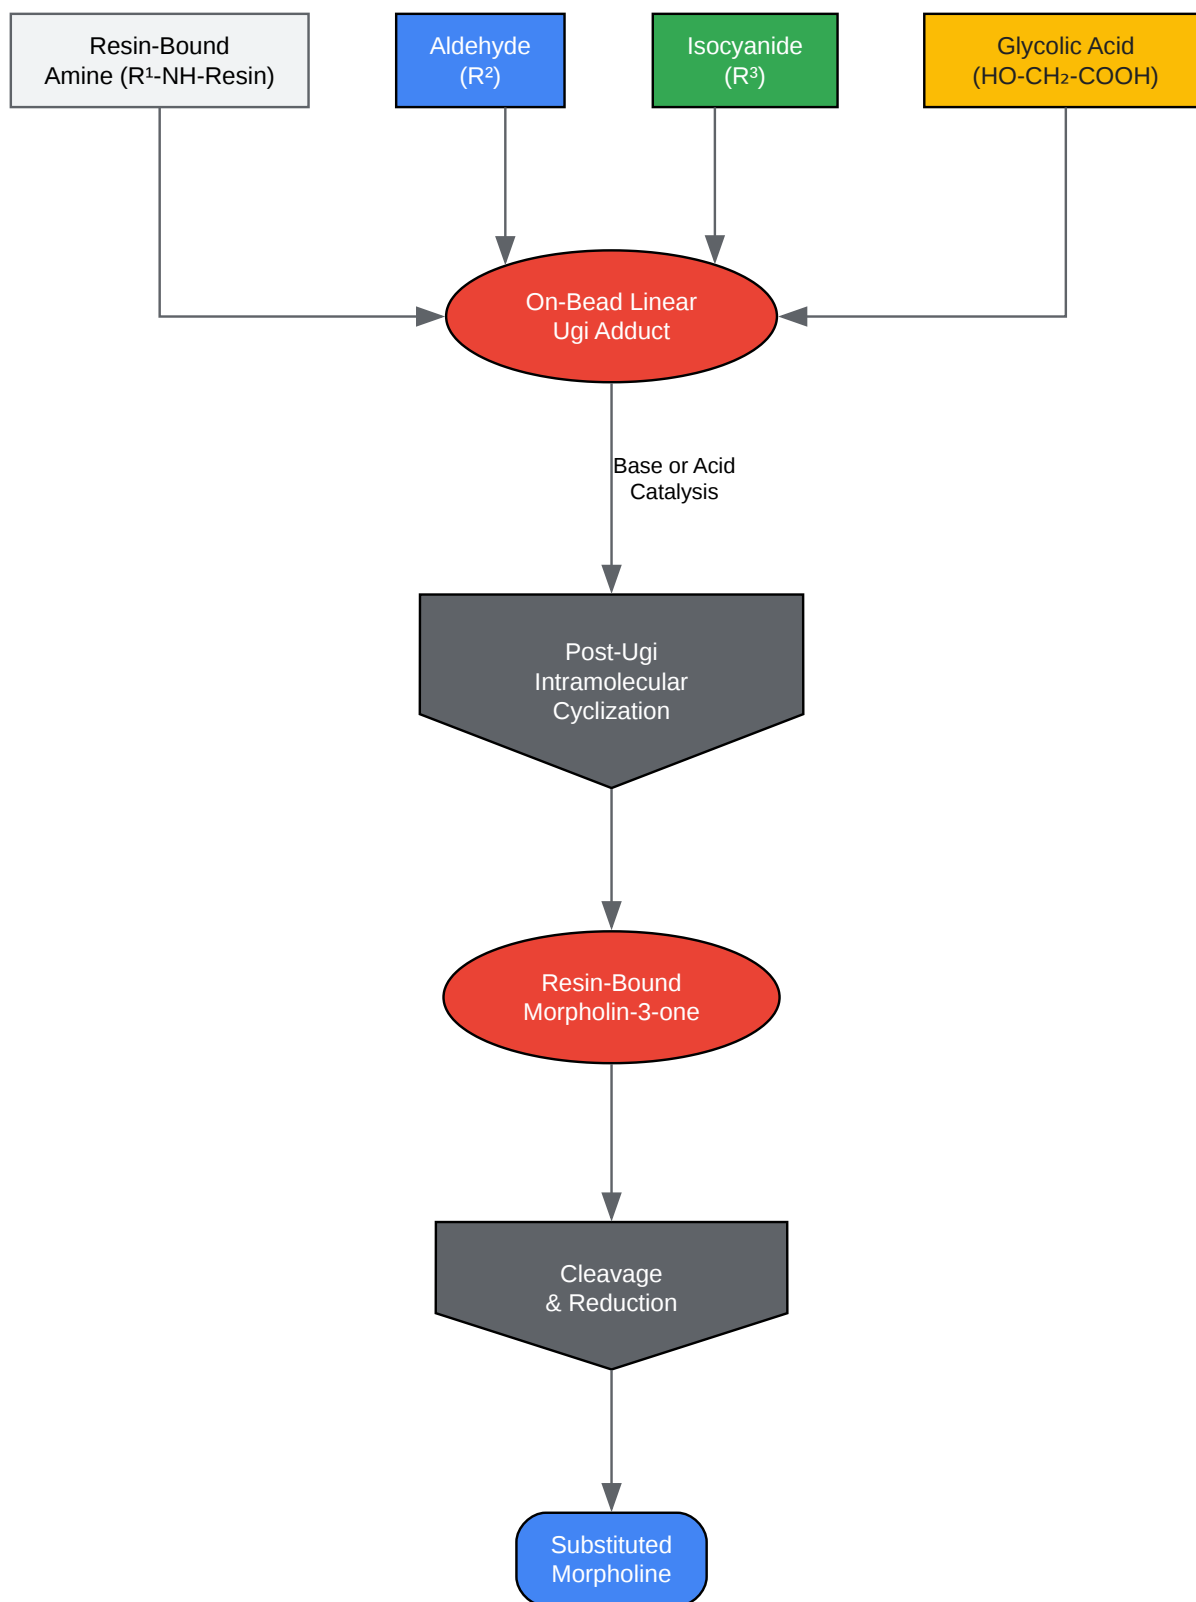 Resin-Bound
Amine (R¹-NH-Resin)
Aldehyde
(R²)
Isocyanide
(R³)
Glycolic Acid
(HO-CH₂-COOH)
On-Bead Linear
Ugi Adduct
Base or Acid
Catalysis
Post-Ugi
Intramolecular
Cyclization
Resin-Bound
Morpholin-3-one
Cleavage
& Reduction
Substituted
Morpholine